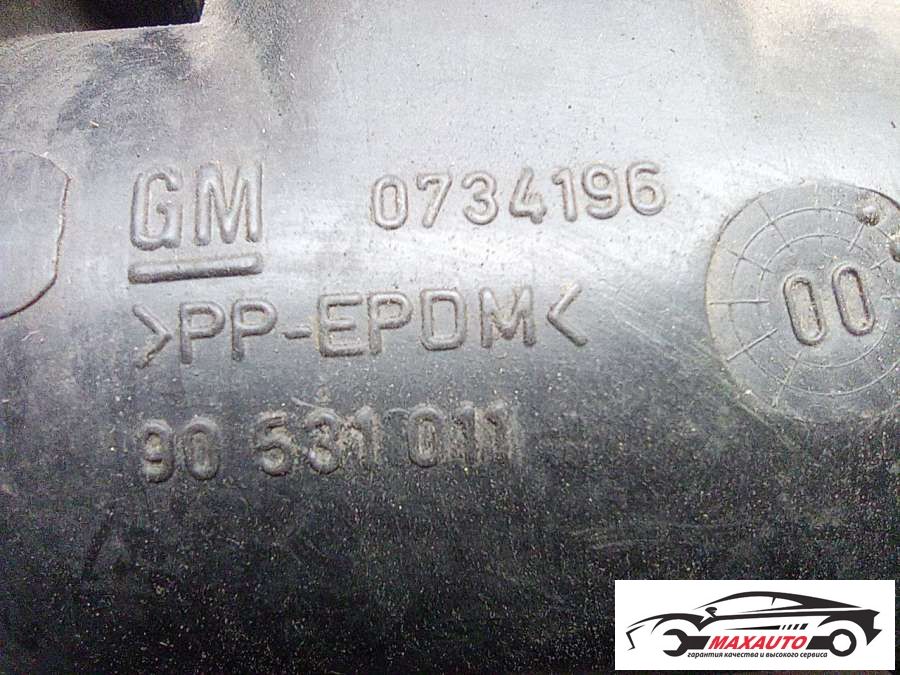 GM 0734196
>PP-EPDM<
00
90 531 011
MAXAUTO
гарантия качества и высокого сервиса